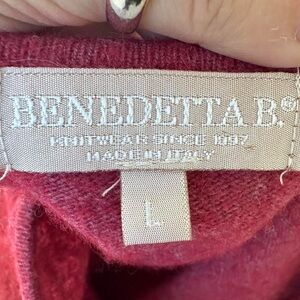 BENEDETTA B.®
KNITWEAR SINCE 1997
MADE IN ITALY
L